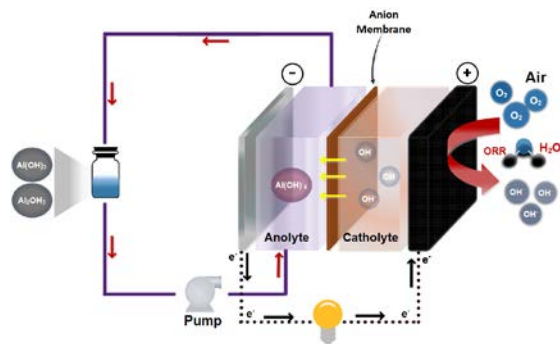 Anion
Membrane
−
+
Air
O₂
O₂
O₂
ORR
H₂O
OH⁻
OH⁻
OH⁻
Al(OH)₃
Al₂OH₃
OH
OH
OH
Al(OH)⁻₄
Anolyte
Catholyte
e⁻
e⁻
Pump
e⁻
e⁻